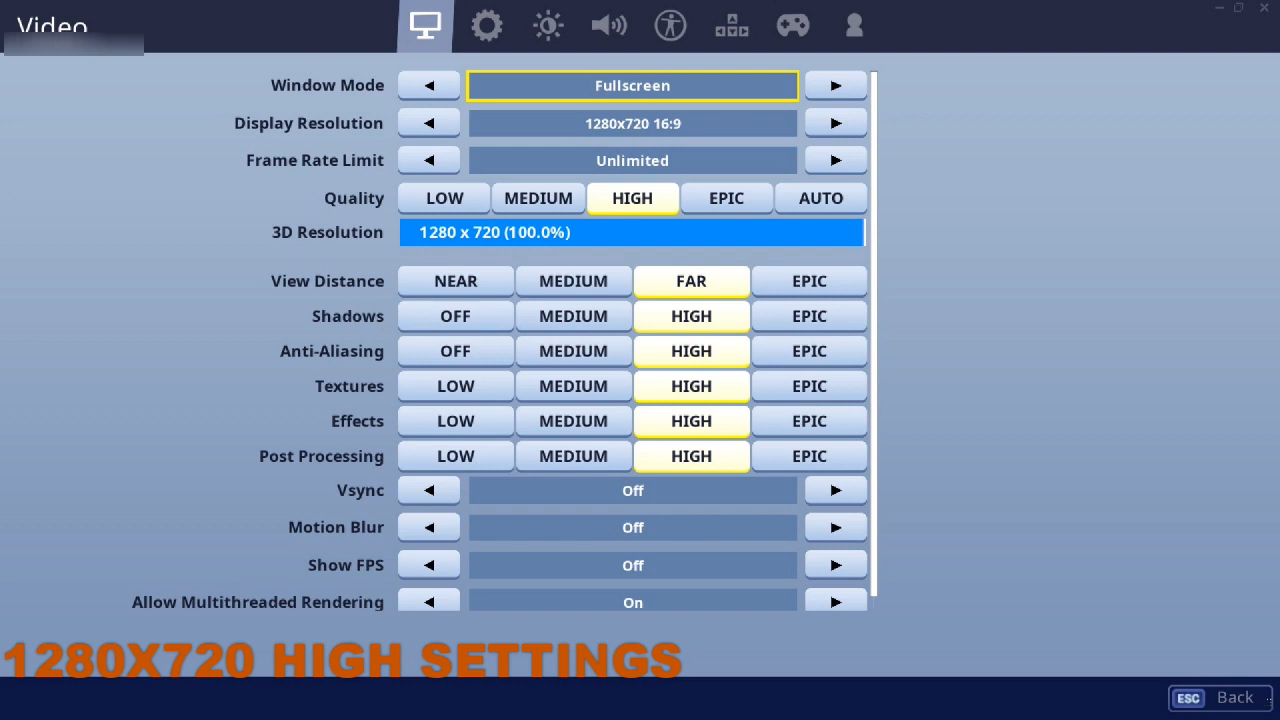 Video
Window Mode ◄ Fullscreen ►
Display Resolution ◄ 1280x720 16:9 ►
Frame Rate Limit ◄ Unlimited ►
Quality LOW MEDIUM HIGH EPIC AUTO
3D Resolution 1280 x 720 (100.0%)
View Distance NEAR MEDIUM FAR EPIC
Shadows OFF MEDIUM HIGH EPIC
Anti-Aliasing OFF MEDIUM HIGH EPIC
Textures LOW MEDIUM HIGH EPIC
Effects LOW MEDIUM HIGH EPIC
Post Processing LOW MEDIUM HIGH EPIC
Vsync ◄ Off ►
Motion Blur ◄ Off ►
Show FPS ◄ Off ►
Allow Multithreaded Rendering ◄ On ►
1280X720 HIGH SETTINGS
ESC Back